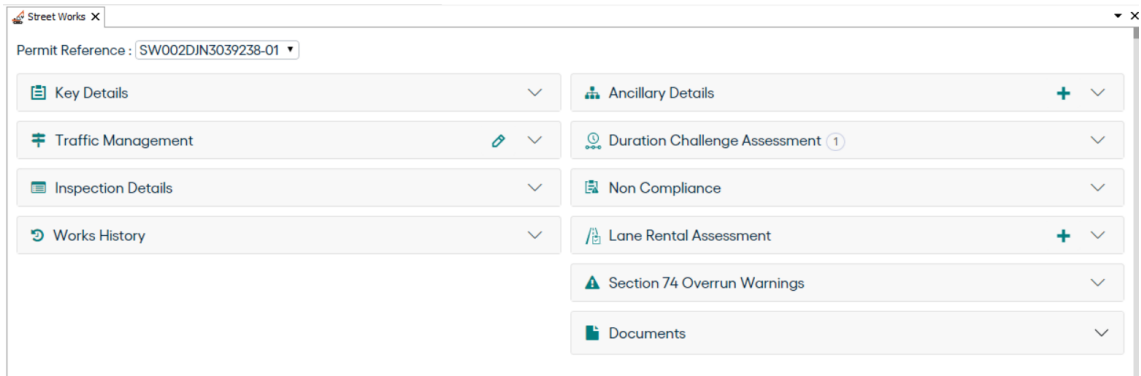 Street Works
Permit Reference : SW002DJN3039238-01
Key Details
Traffic Management
Inspection Details
Works History
Ancillary Details
Duration Challenge Assessment 1
Non Compliance
Lane Rental Assessment
Section 74 Overrun Warnings
Documents